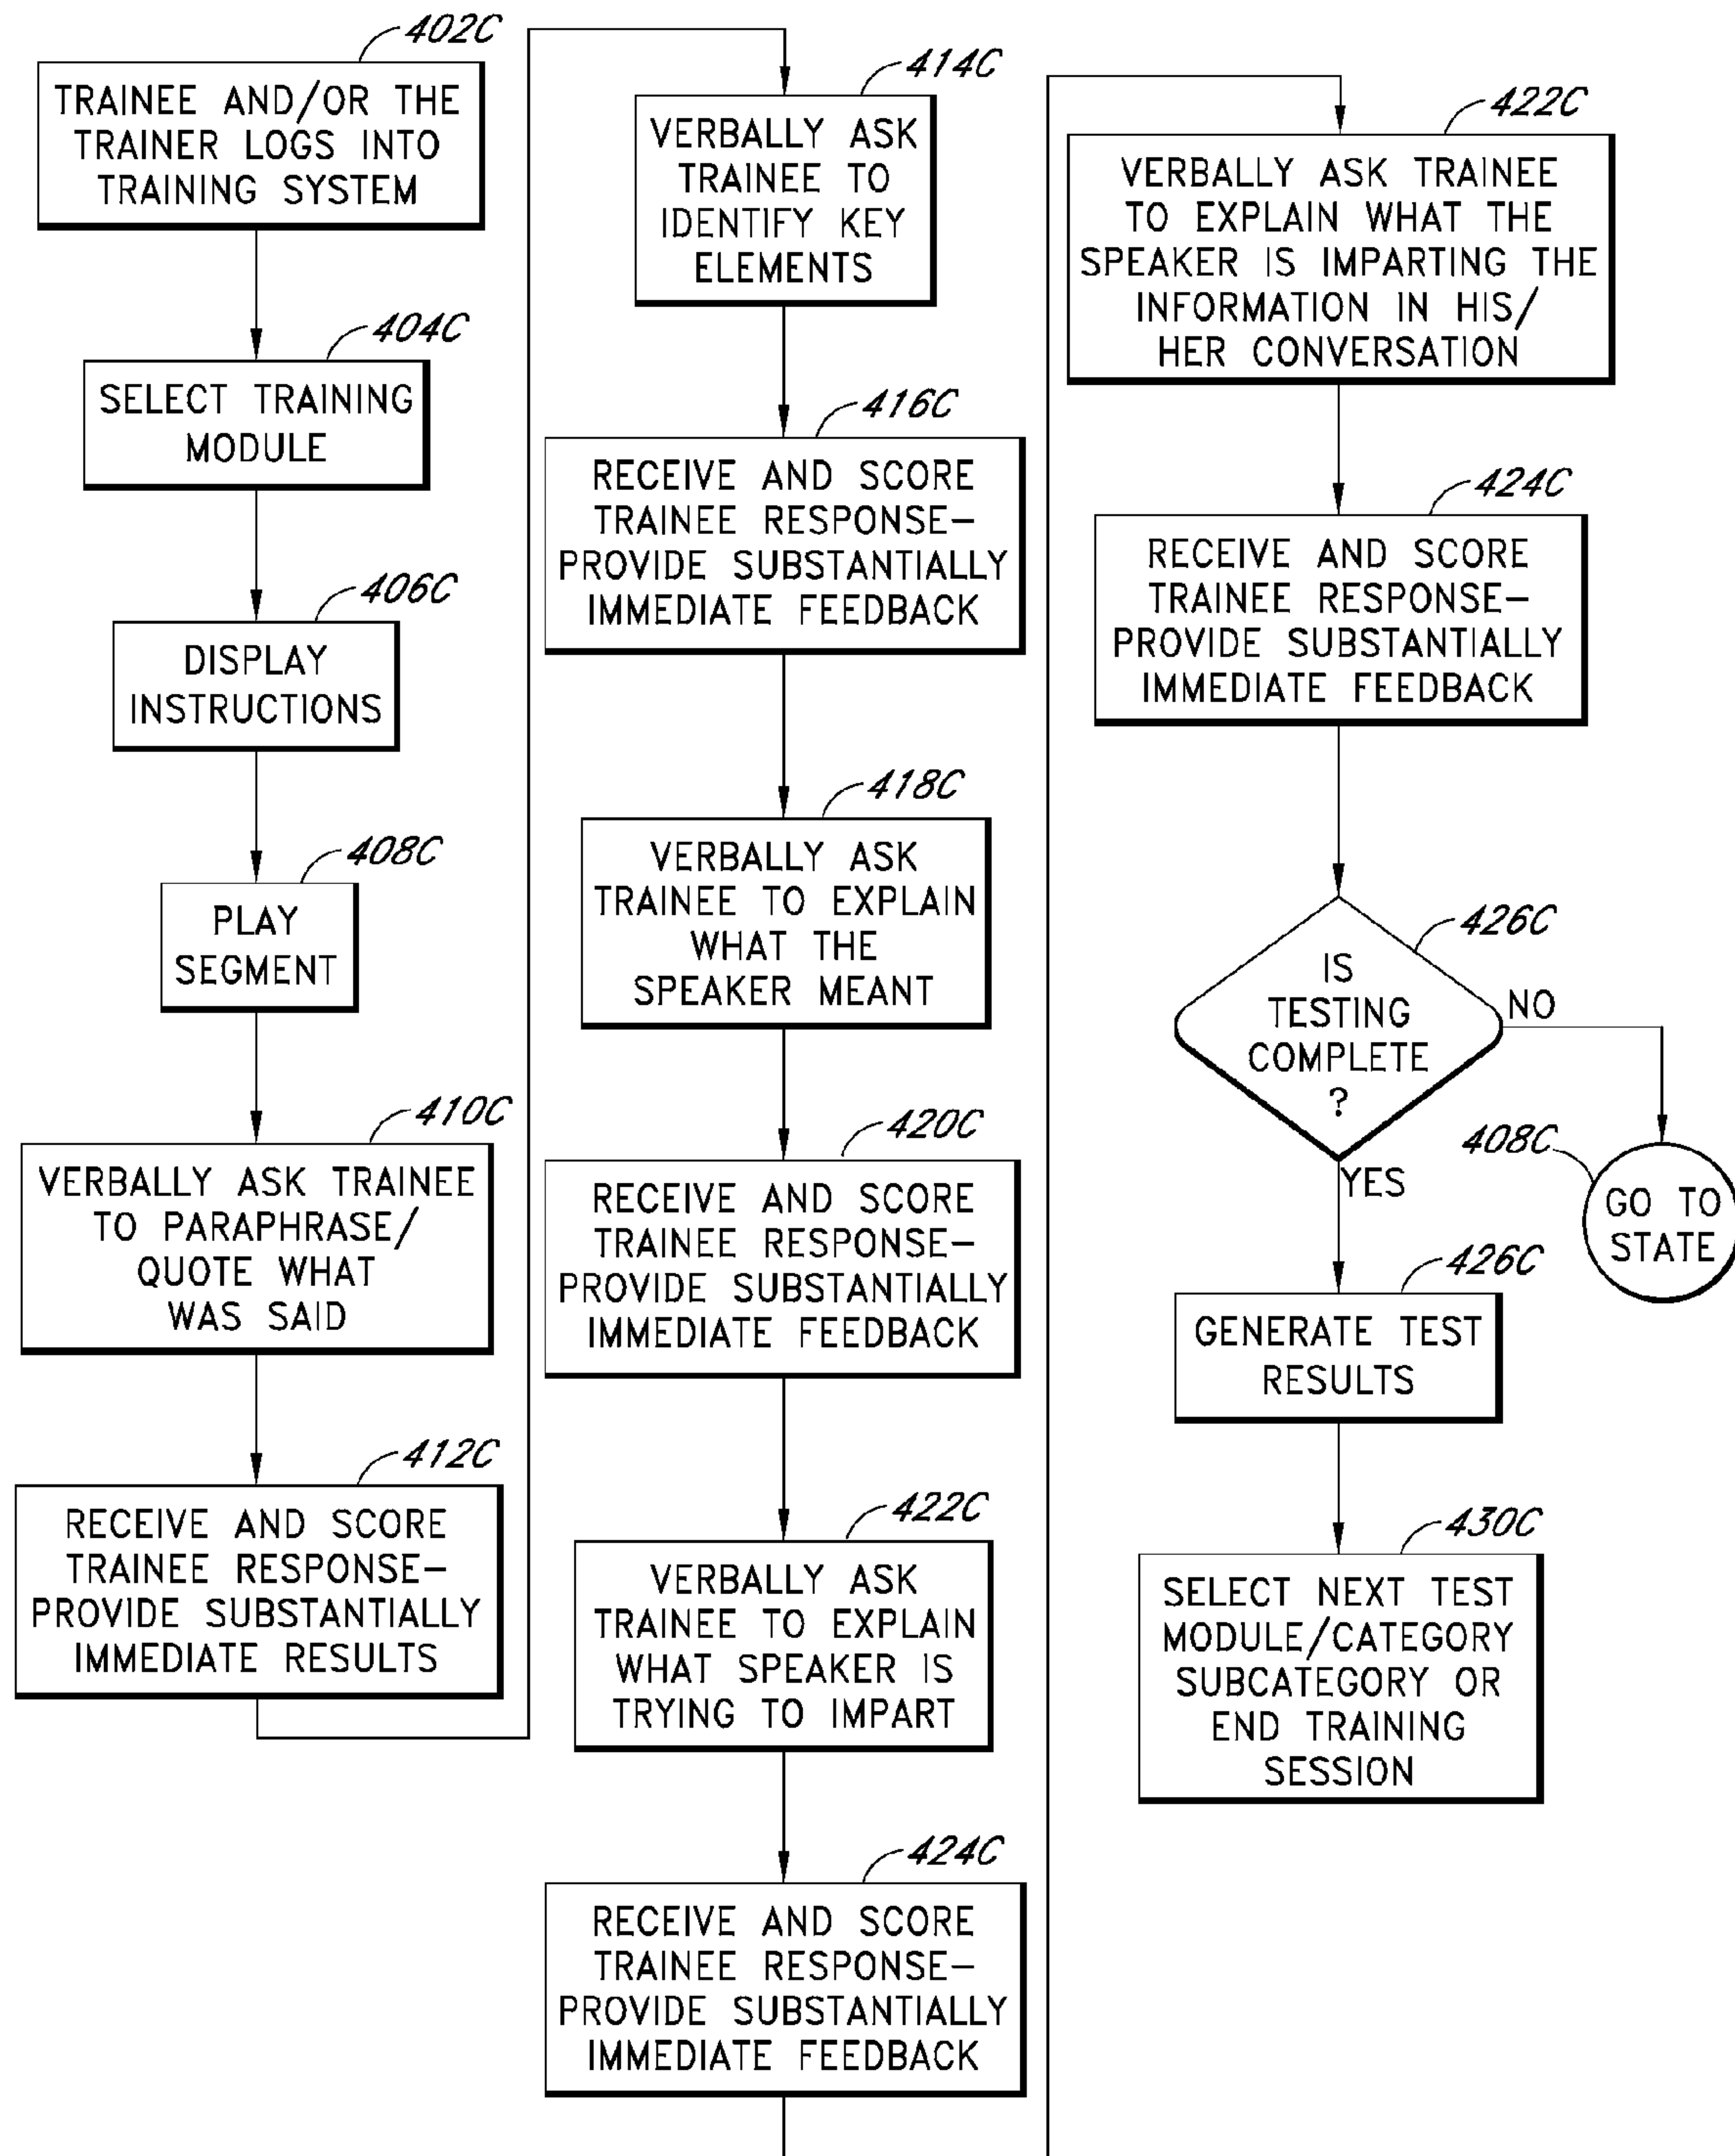 402C
TRAINEE AND/OR THE
TRAINER LOGS INTO
TRAINING SYSTEM
404C
SELECT TRAINING
MODULE
406C
DISPLAY
INSTRUCTIONS
408C
PLAY
SEGMENT
410C
VERBALLY ASK TRAINEE
TO PARAPHRASE/
QUOTE WHAT
WAS SAID
412C
RECEIVE AND SCORE
TRAINEE RESPONSE–
PROVIDE SUBSTANTIALLY
IMMEDIATE RESULTS
414C
VERBALLY ASK
TRAINEE TO
IDENTIFY KEY
ELEMENTS
416C
RECEIVE AND SCORE
TRAINEE RESPONSE–
PROVIDE SUBSTANTIALLY
IMMEDIATE FEEDBACK
418C
VERBALLY ASK
TRAINEE TO EXPLAIN
WHAT THE
SPEAKER MEANT
420C
RECEIVE AND SCORE
TRAINEE RESPONSE–
PROVIDE SUBSTANTIALLY
IMMEDIATE FEEDBACK
422C
VERBALLY ASK
TRAINEE TO EXPLAIN
WHAT SPEAKER IS
TRYING TO IMPART
424C
RECEIVE AND SCORE
TRAINEE RESPONSE–
PROVIDE SUBSTANTIALLY
IMMEDIATE FEEDBACK
422C
VERBALLY ASK TRAINEE
TO EXPLAIN WHAT THE
SPEAKER IS IMPARTING THE
INFORMATION IN HIS/
HER CONVERSATION
424C
RECEIVE AND SCORE
TRAINEE RESPONSE–
PROVIDE SUBSTANTIALLY
IMMEDIATE FEEDBACK
426C
IS
TESTING
COMPLETE
?
NO
408C
GO TO
STATE
YES
426C
GENERATE TEST
RESULTS
430C
SELECT NEXT TEST
MODULE/CATEGORY
SUBCATEGORY OR
END TRAINING
SESSION